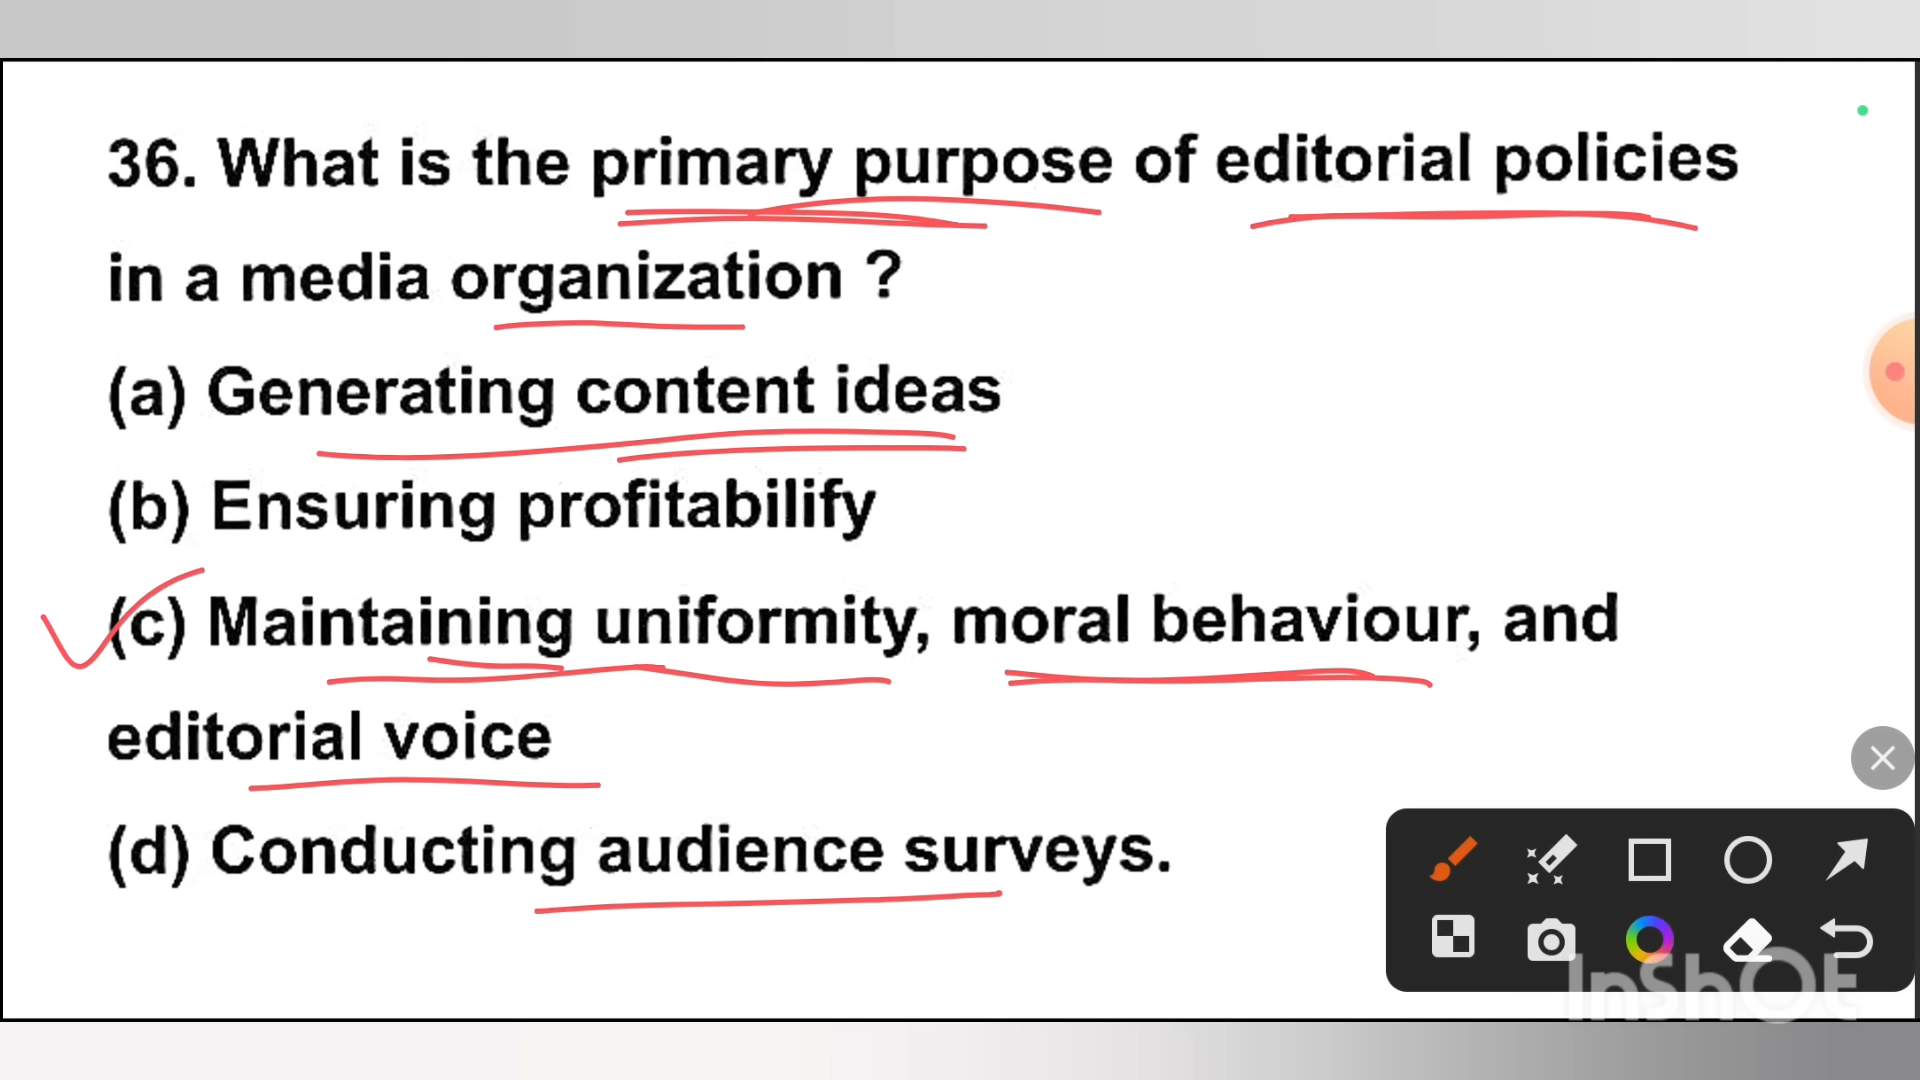 36. What is the primary purpose of editorial policies
in a media organization ?
(a) Generating content ideas
(b) Ensuring profitabilify
(c) Maintaining uniformity, moral behaviour, and
editorial voice
(d) Conducting audience surveys.
InShOt